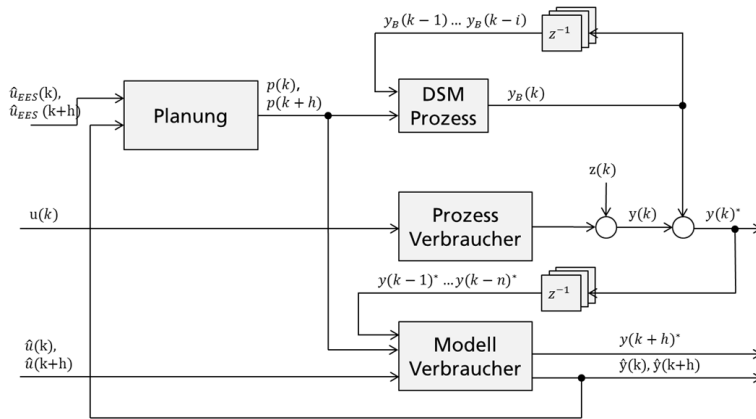 y_B(k−1) … y_B(k−i)
z⁻¹
û_EES(k),
û_EES(k+h)
Planung
p(k),
p(k+h)
DSM
Prozess
y_B(k)
z(k)
u(k)
Prozess
Verbraucher
y(k)
y(k)*
y(k−1)* … y(k−n)*
z⁻¹
û(k),
û(k+h)
Modell
Verbraucher
y(k+h)*
ŷ(k), ŷ(k+h)